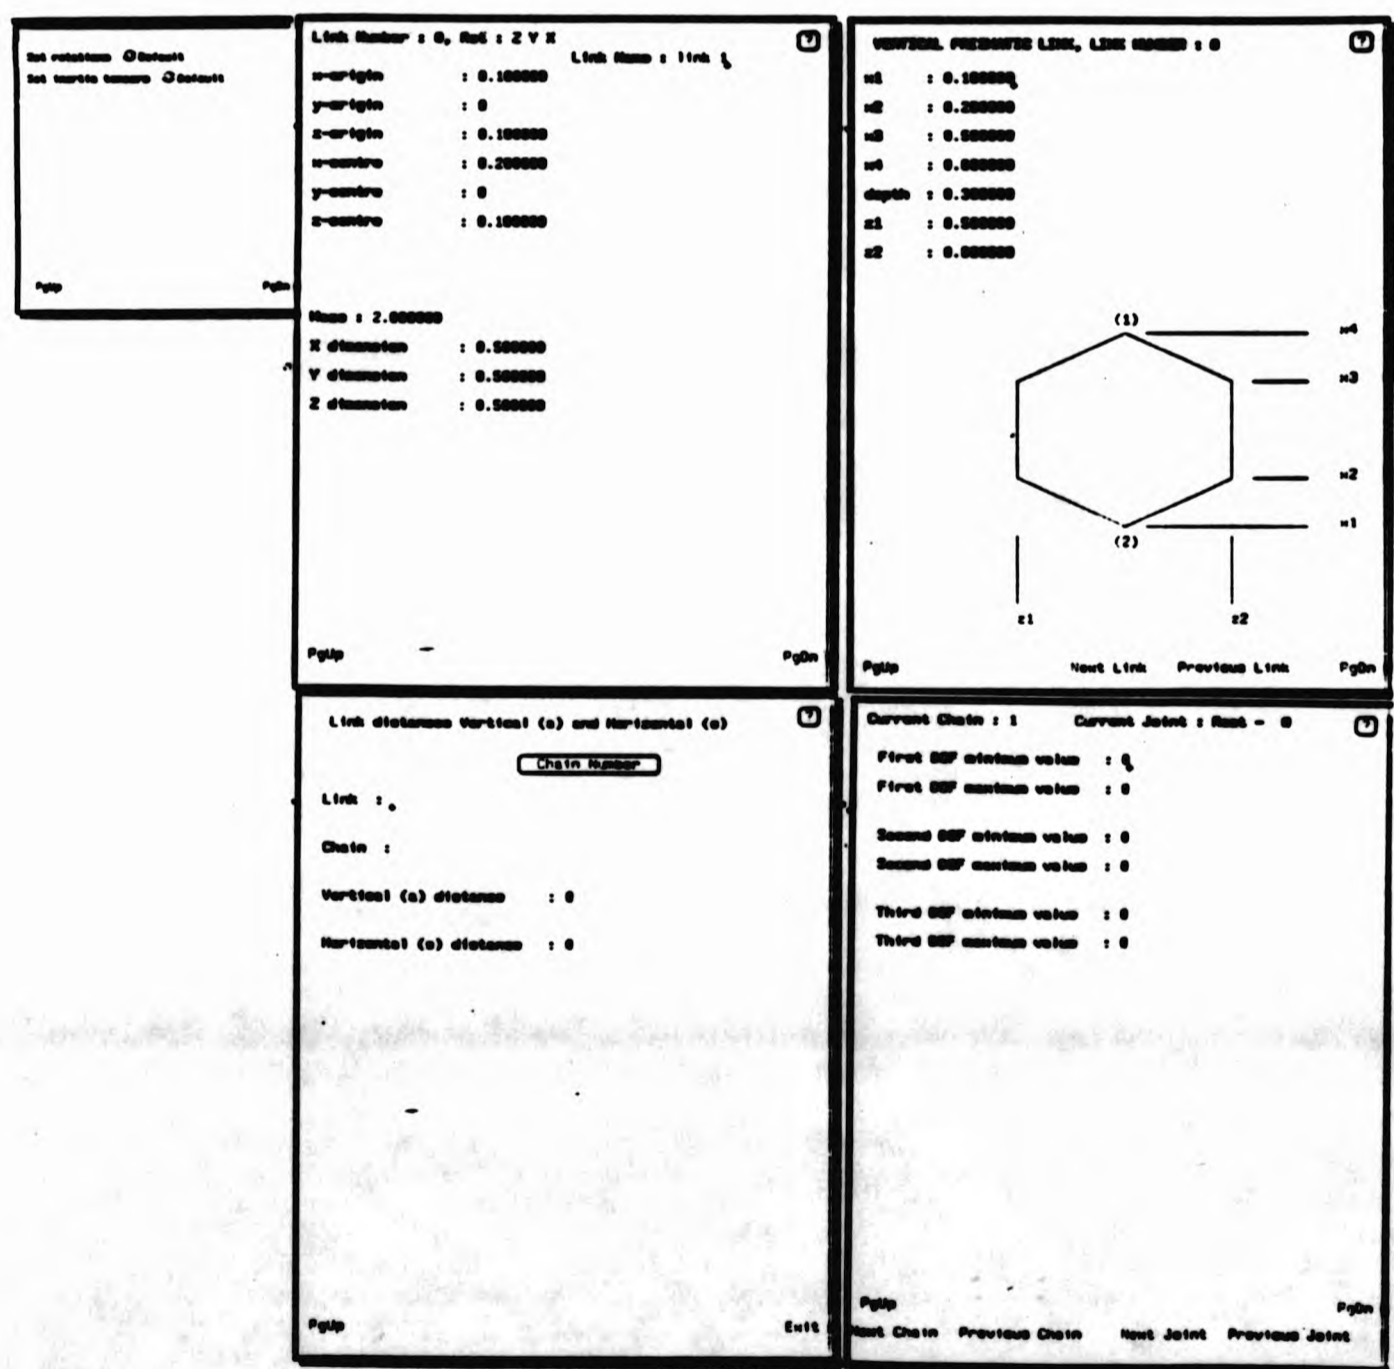 Set rotations Default
Set inertia tensors Default
PgUp PgDn
Link Number : 0, Rot : Z Y X
?
Link Name : link 1
x-origin : 0.100000
y-origin : 0
z-origin : 0.100000
x-centre : 0.200000
y-centre : 0
z-centre : 0.100000
Mass : 2.000000
X dimension : 0.500000
Y dimension : 0.500000
Z dimension : 0.500000
PgUp PgDn
VERTICAL PRISMATIC LINK, LINK NUMBER : 0
?
x1 : 0.100000
x2 : 0.200000
x3 : 0.500000
x4 :
depth : 0.300000
z1 : 0.500000
z2 :
(1)
x4
x3
x2
x1
(2)
z1 z2
PgUp Next Link Previous Link PgDn
Link distances Vertical (a) and Horizontal (c)
?
Chain Number
Link :
Chain :
Vertical (a) distance : 0
Horizontal (c) distance : 0
PgUp Exit
Current Chain : 1 Current Joint : Root - 0
?
First DOF minimum value : 0
First DOF maximum value : 0
Second DOF minimum value : 0
Second DOF maximum value : 0
Third DOF minimum value : 0
Third DOF maximum value : 0
PgUp PgDn
Next Chain Previous Chain Next Joint Previous Joint